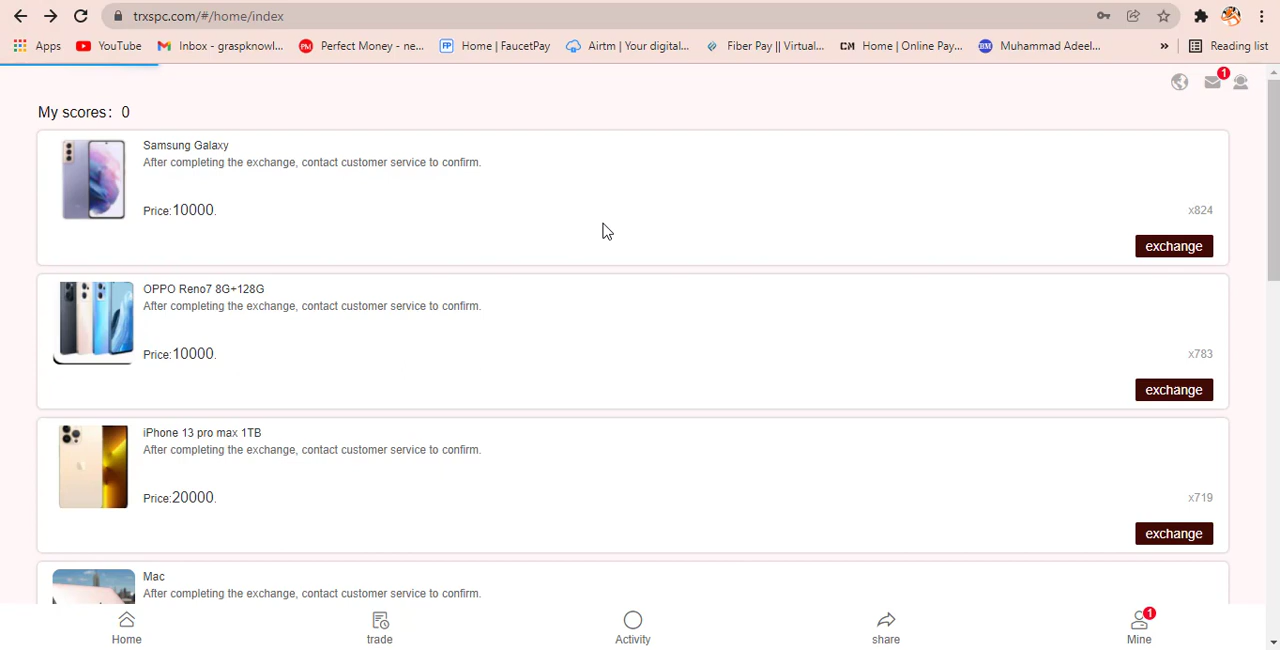 trxspc.com/#/home/index
Apps YouTube Inbox - graspknowl... Perfect Money - ne... Home | FaucetPay Airtm | Your digital... Fiber Pay || Virtual... Home | Online Pay... Muhammad Adeel... » Reading list
1
My scores：0
Samsung Galaxy
After completing the exchange, contact customer service to confirm.
Price:10000. x824
exchange
OPPO Reno7 8G+128G
After completing the exchange, contact customer service to confirm.
Price:10000. x783
exchange
iPhone 13 pro max 1TB
After completing the exchange, contact customer service to confirm.
Price:20000. x719
exchange
Mac
After completing the exchange, contact customer service to confirm.
1
Home trade Activity share Mine